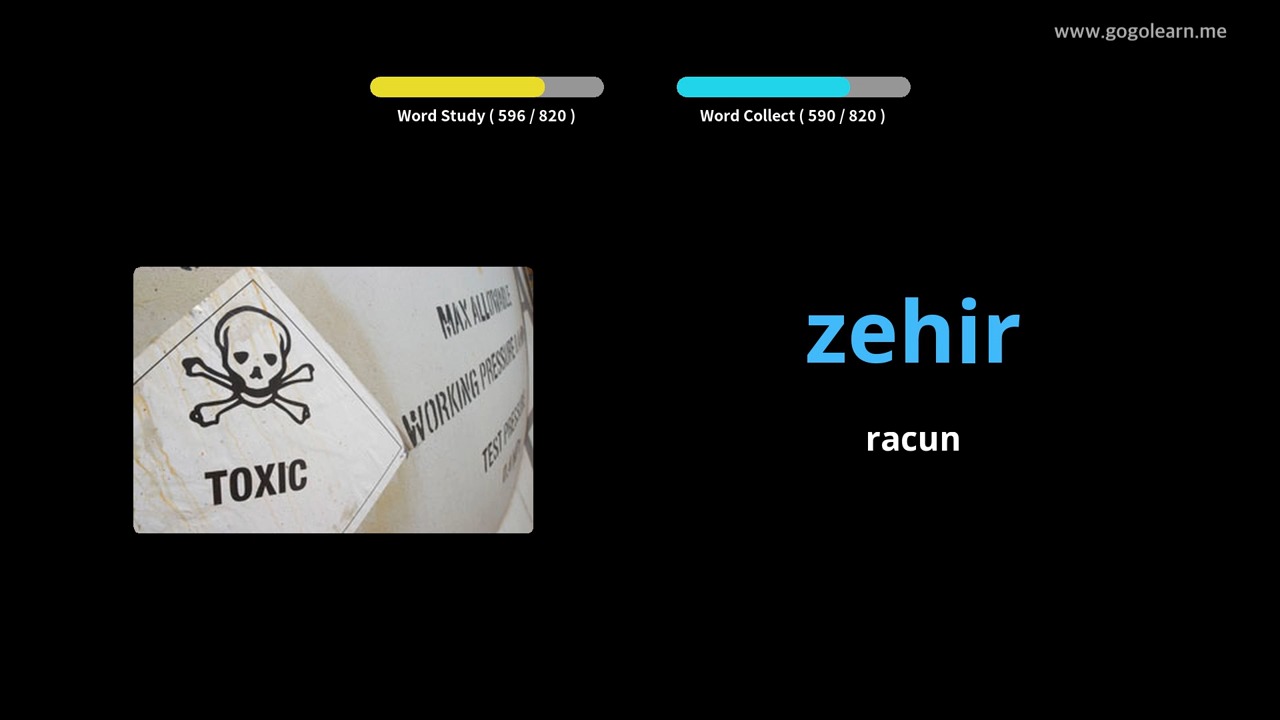 www.gogolearn.me
Word Study ( 596 / 820 )
Word Collect ( 590 / 820 )
MAX ALLOWABLE
WORKING PRESSURE
TEST PRESSURE
TOXIC
zehir
racun